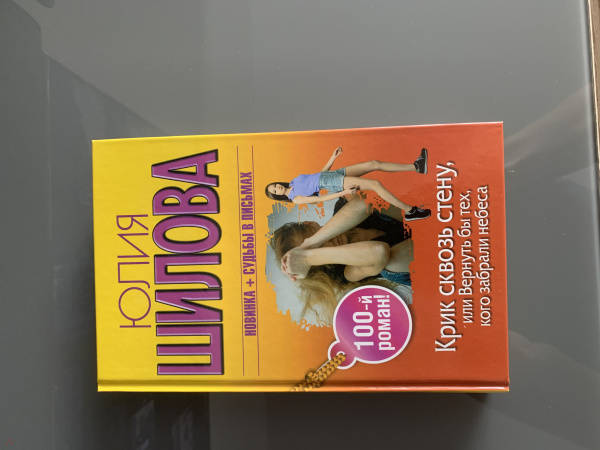 ЮЛИЯ
ШИЛОВА
НОВИНКА + СУДЬБЫ В ПИСЬМАХ
100-й
роман!
Крик сквозь стену,
или Вернуть бы тех,
кого забрали небеса